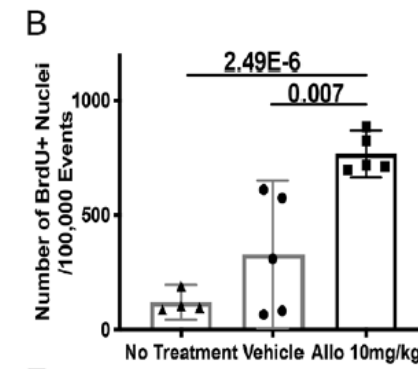 B
Number of BrdU+ Nuclei
/100,000 Events
1000
500
0
2.49E-6
0.007
No Treatment Vehicle Allo 10mg/kg